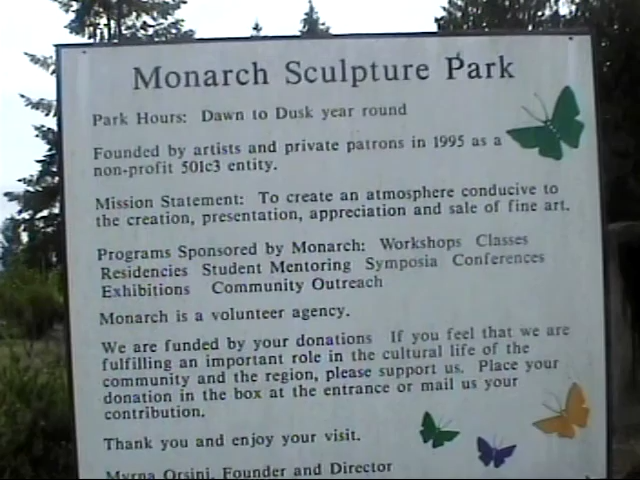 Monarch Sculpture Park
Park Hours: Dawn to Dusk year round
Founded by artists and private patrons in 1995 as a
non-profit 501c3 entity.
Mission Statement: To create an atmosphere conducive to
the creation, presentation, appreciation and sale of fine art.
Programs Sponsored by Monarch: Workshops Classes
Residencies Student Mentoring Symposia Conferences
Exhibitions Community Outreach
Monarch is a volunteer agency.
We are funded by your donations If you feel that we are
fulfilling an important role in the cultural life of the
community and the region, please support us. Place your
donation in the box at the entrance or mail us your
contribution.
Thank you and enjoy your visit.
Myrna Orsini, Founder and Director